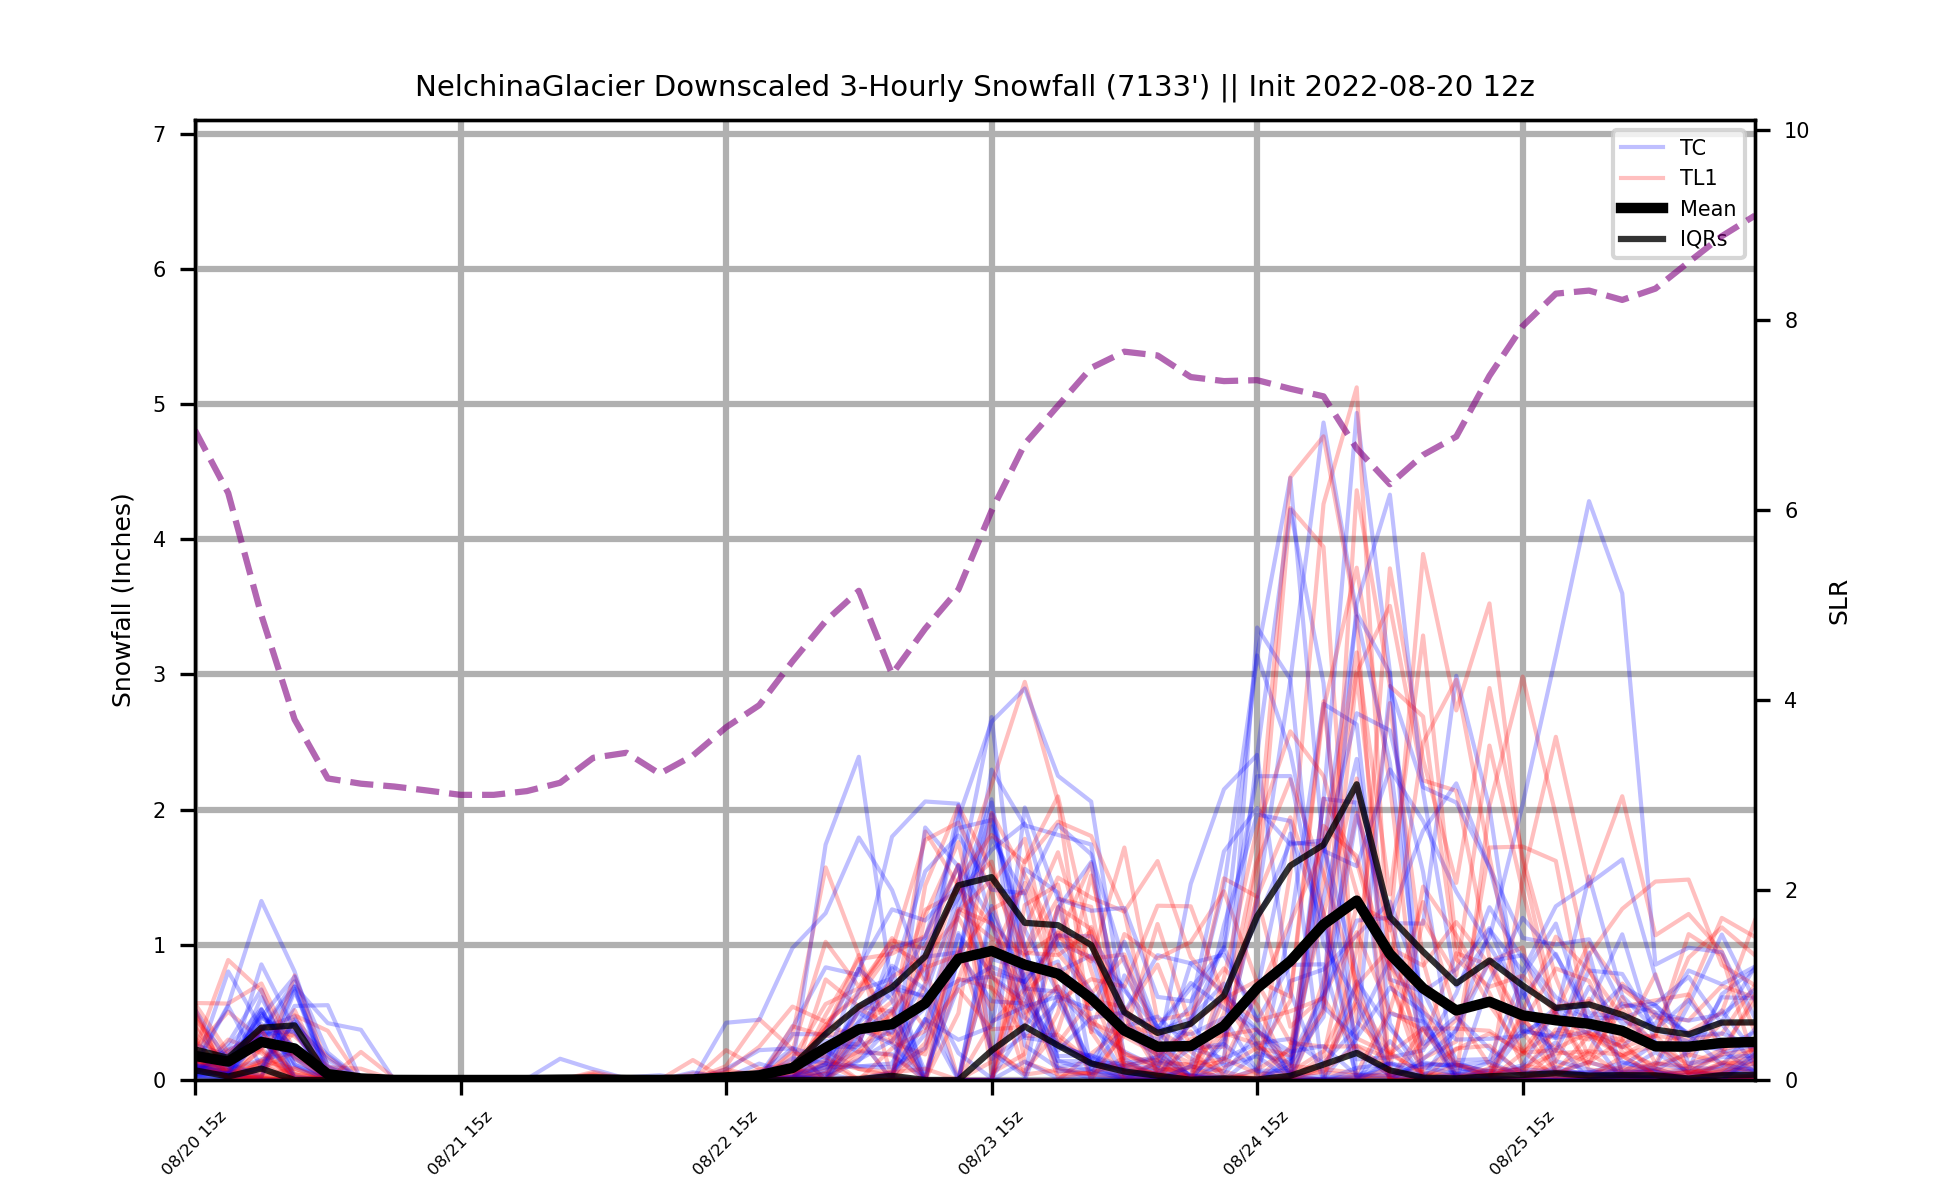 NelchinaGlacier Downscaled 3-Hourly Snowfall (7133') || Init 2022-08-20 12z
Snowfall (Inches)
7
6
5
4
3
2
1
0
10
8
6
4
2
0
SLR
TC
TL1
Mean
IQRs
08/20 15z
08/21 15z
08/22 15z
08/23 15z
08/24 15z
08/25 15z